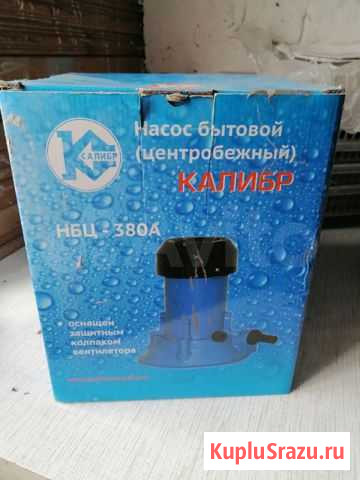 КАЛИБР
Насос бытовой
(центробежный)
КАЛИБР
НБЦ - 380А
• оснащен
защитным
колпаком
вентилятора
KupluSrazu.ru